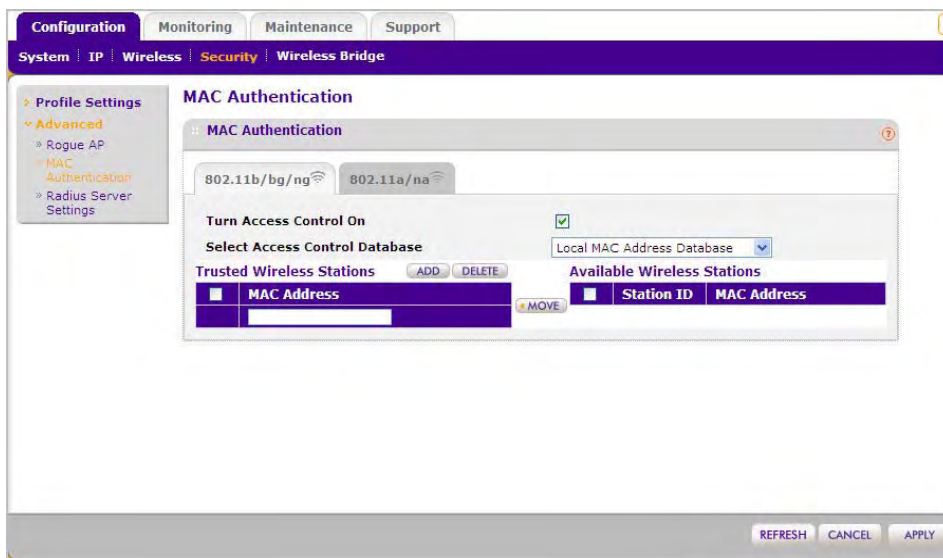 Configuration Monitoring Maintenance Support
System IP Wireless Security Wireless Bridge
Profile Settings
Advanced
Rogue AP
MAC
Authentication
Radius Server
Settings
MAC Authentication
MAC Authentication
802.11b/bg/ng 802.11a/na
Turn Access Control On
Select Access Control Database Local MAC Address Database
Trusted Wireless Stations ADD DELETE
MAC Address
MOVE
Available Wireless Stations
Station ID MAC Address
REFRESH CANCEL APPLY